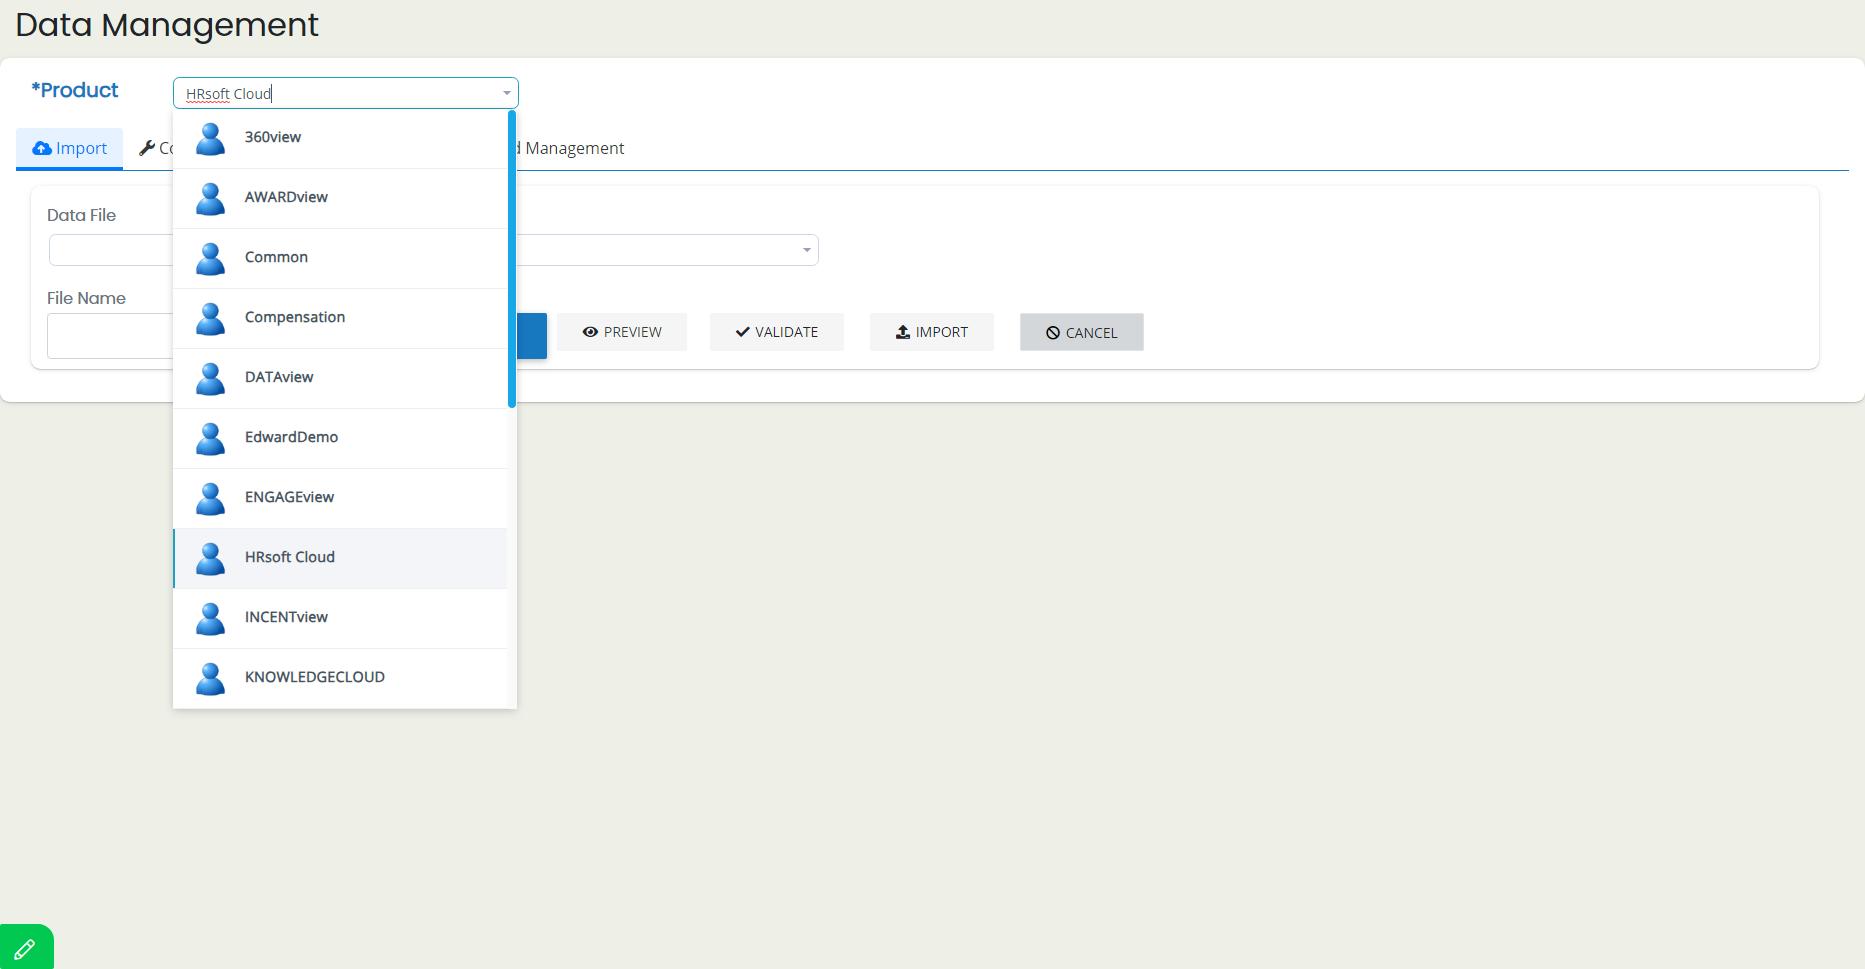 Data Management
*Product
HRsoft Cloud
Import
Co
d Management
360view
AWARDview
Common
Compensation
DATAview
EdwardDemo
ENGAGEview
HRsoft Cloud
INCENTview
KNOWLEDGECLOUD
Data File
File Name
PREVIEW
VALIDATE
IMPORT
CANCEL